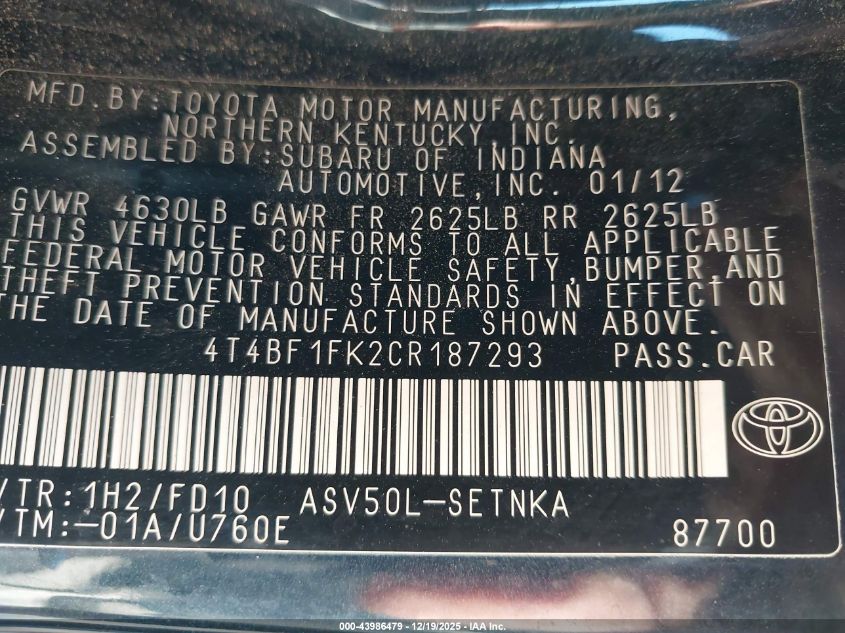 MFD.BY:TOYOTA MOTOR MANUFACTURING,
NORTHERN KENTUCKY,INC.
ASSEMBLED BY:SUBARU OF INDIANA
AUTOMOTIVE,INC. 01/12
GVWR 4630LB GAWR FR 2625LB RR 2625LB
THIS VEHICLE CONFORMS TO ALL APPLICABLE
FEDERAL MOTOR VEHICLE SAFETY,BUMPER,AND
THEFT PREVENTION STANDARDS IN EFFECT ON
THE DATE OF MANUFACTURE SHOWN ABOVE.
4T4BF1FK2CR187293 PASS.CAR
/TR:1H2/FD10 ASV50L-SETNKA
/TM:-01A/U760E 87700
000-43986479 - 12/19/2025 - IAA Inc.